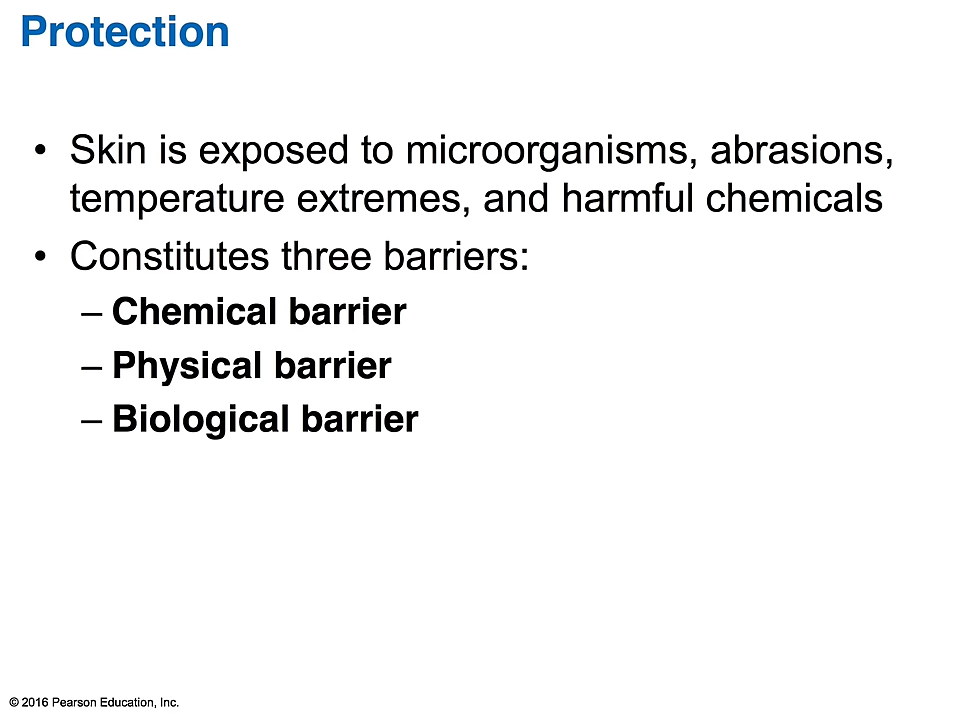 Protection
• Skin is exposed to microorganisms, abrasions,
temperature extremes, and harmful chemicals
• Constitutes three barriers:
– Chemical barrier
– Physical barrier
– Biological barrier
© 2016 Pearson Education, Inc.